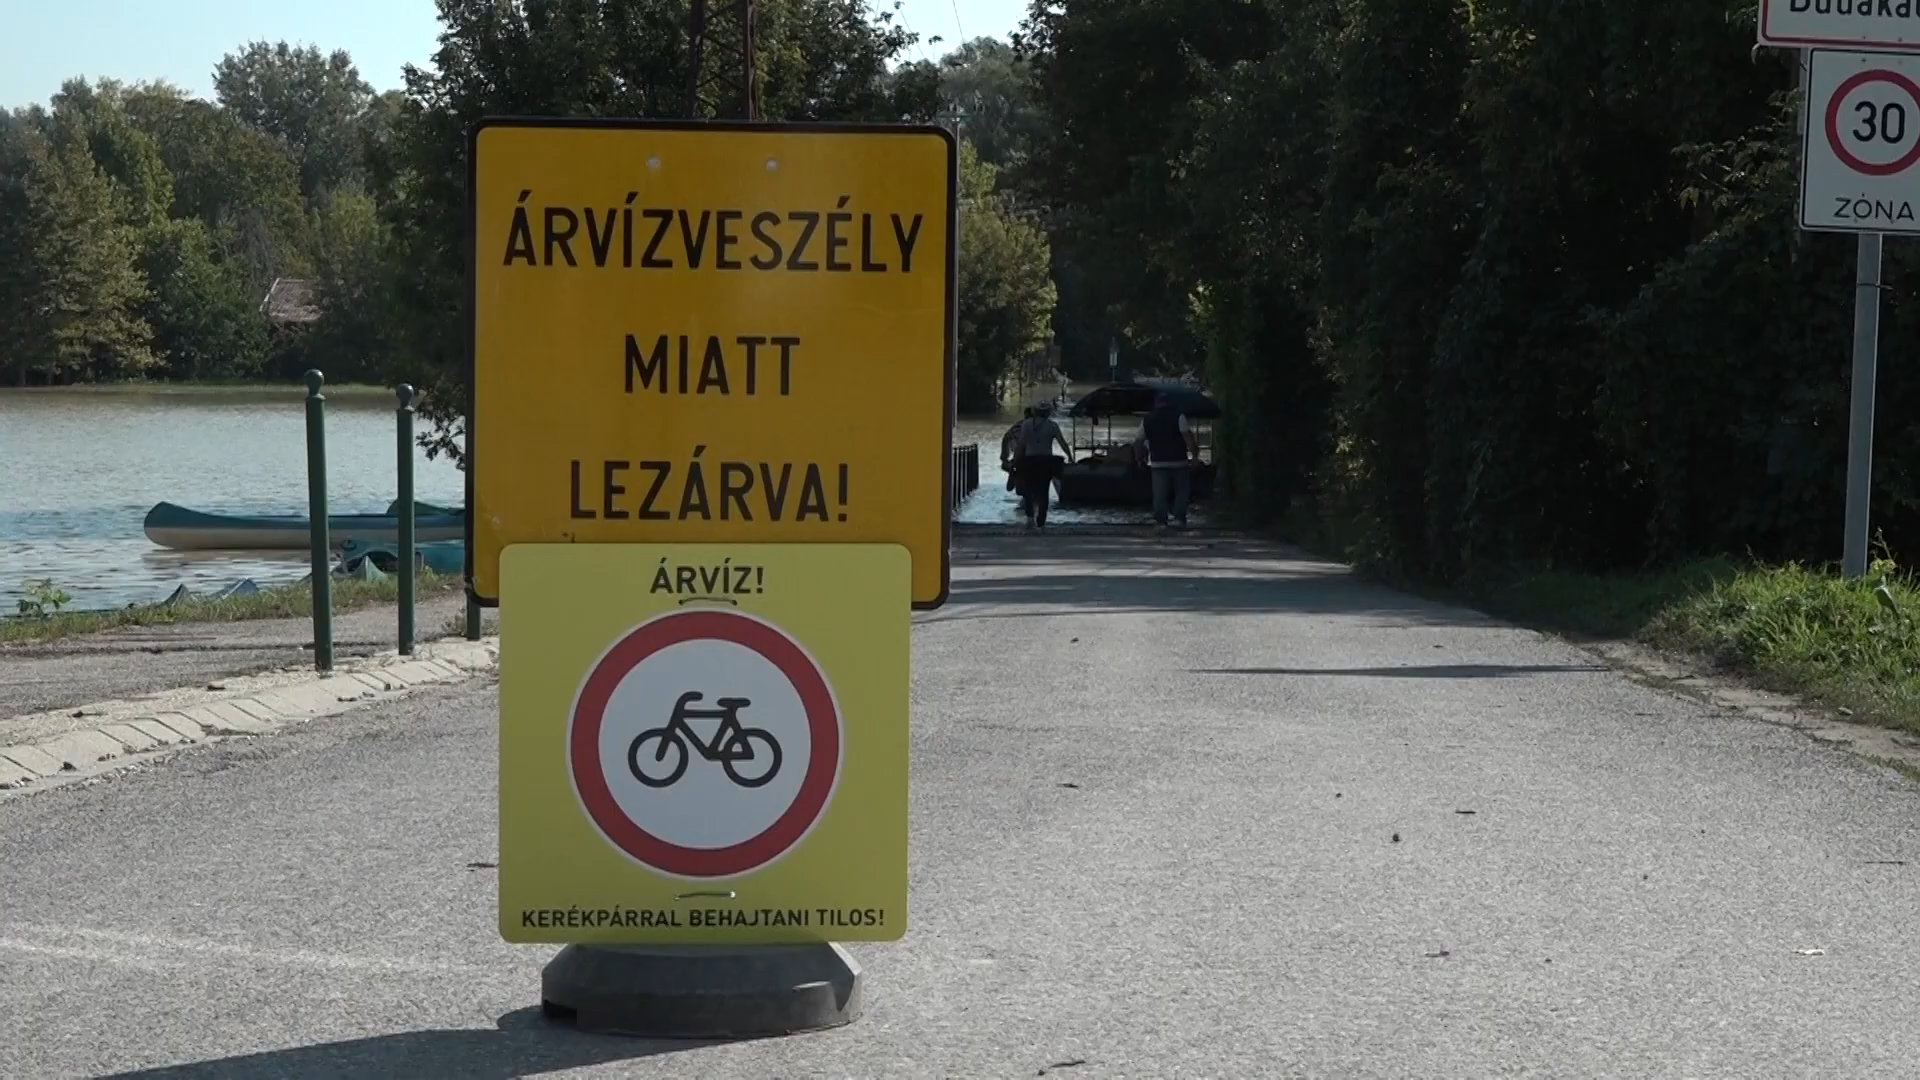 ÁRVÍZVESZÉLY
MIATT
LEZÁRVA!
ÁRVÍZ!
KERÉKPÁRRAL BEHAJTANI TILOS!
30
ZÓNA